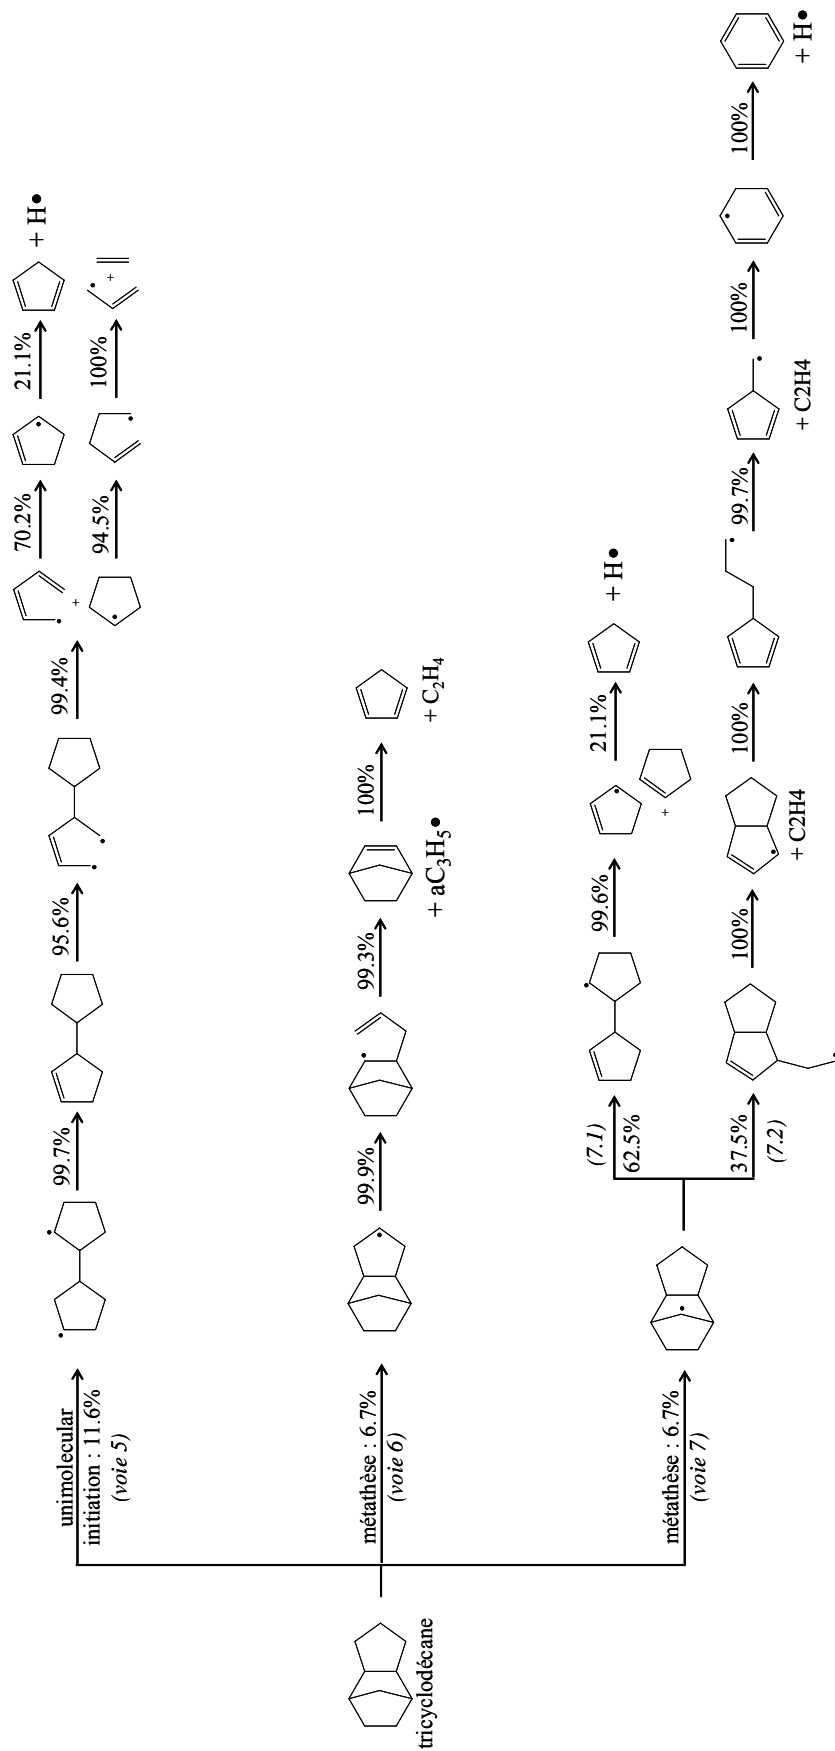 tricyclodécane
unimolecular
initiation : 11.6%
(voie 5)
99.7%
95.6%
99.4%
+
70.2%
21.1%
+ H●
94.5%
100%
+
métathèse : 6.7%
(voie 6)
99.9%
99.3%
+ aC3H5●
100%
+ C2H4
métathèse : 6.7%
(voie 7)
(7.1)
62.5%
99.6%
+
21.1%
+ H●
37.5%
(7.2)
100%
+ C2H4
100%
99.7%
+ C2H4
100%
100%
+ H●